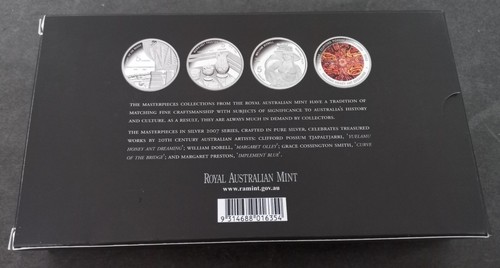 THE MASTERPIECES COLLECTIONS FROM THE ROYAL AUSTRALIAN MINT HAVE A TRADITION OF
MATCHING FINE CRAFTSMANSHIP WITH SUBJECTS OF SIGNIFICANCE TO AUSTRALIA'S HISTORY
AND CULTURE. AS A RESULT, THEY ARE ALWAYS MUCH IN DEMAND BY COLLECTORS.
THE MASTERPIECES IN SILVER 2007 SERIES, CRAFTED IN PURE SILVER, CELEBRATES TREASURED
WORKS BY 20TH CENTURY AUSTRALIAN ARTISTS: CLIFFORD POSSUM TJAPALTJARRI, 'YUELAMU
HONEY ANT DREAMING'; WILLIAM DOBELL, 'MARGARET OLLEY'; GRACE COSSINGTON SMITH, 'CURVE
OF THE BRIDGE'; AND MARGARET PRESTON, 'IMPLEMENT BLUE'.
ROYAL AUSTRALIAN MINT
www.ramint.gov.au
9 314688 016354